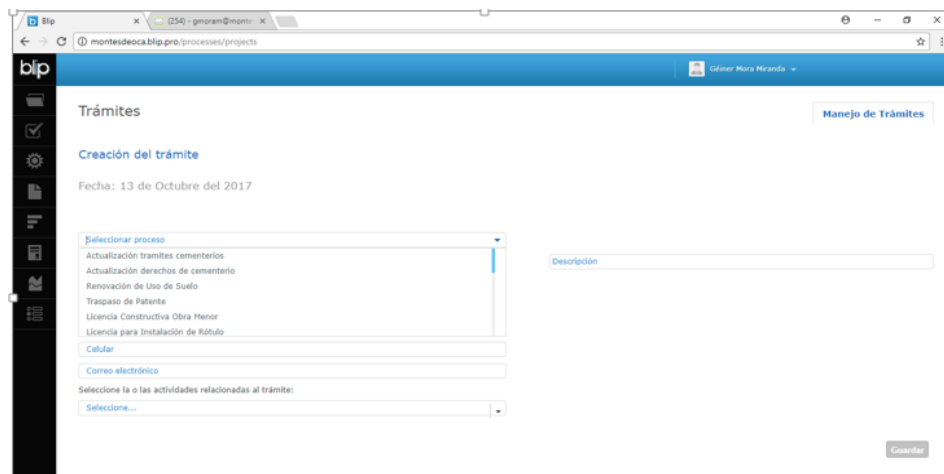 Blip
(254) - gmoram@monte
montesdeoca.blip.pro/processes/projects
blip
Géiner Mora Miranda
Trámites
Manejo de Trámites
Creación del trámite
Fecha: 13 de Octubre del 2017
Seleccionar proceso
Actualización tramites cementerios
Descripción
Actualización derechos de cementerio
Renovación de Uso de Suelo
Traspaso de Patente
Licencia Constructiva Obra Menor
Licencia para Instalación de Rótulo
Celular
Correo electrónico
Seleccione la o las actividades relacionadas al trámite:
Seleccione...
Guardar